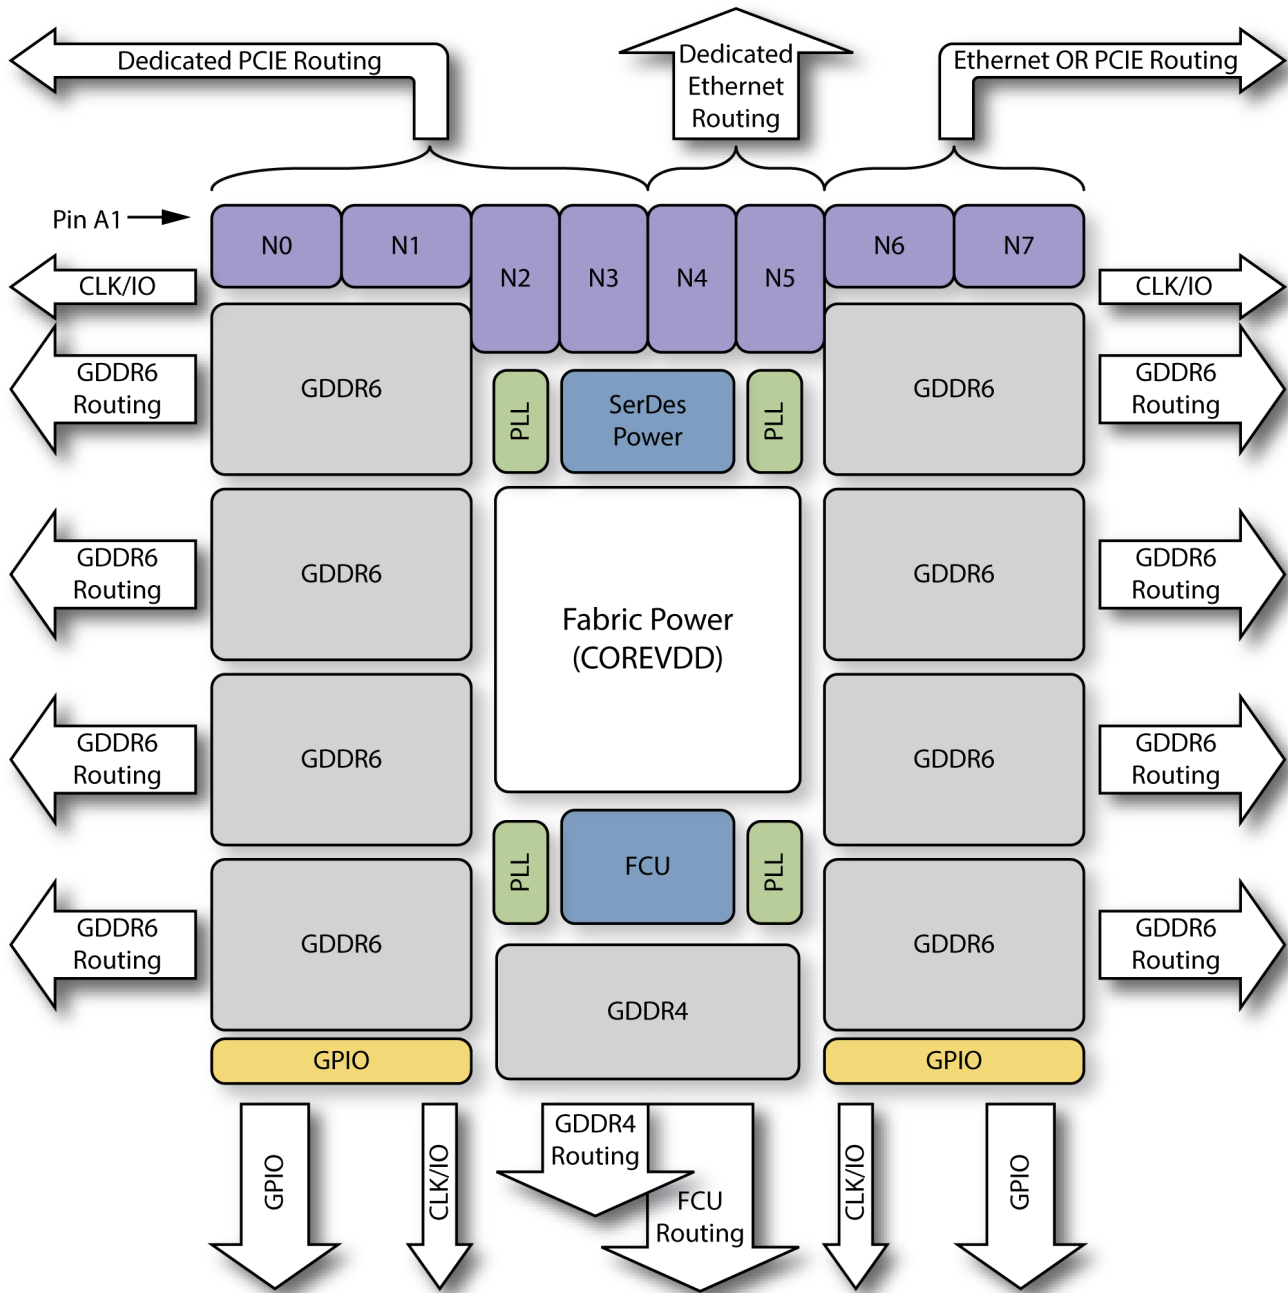 Dedicated PCIE Routing
Dedicated
Ethernet
Routing
Ethernet OR PCIE Routing
Pin A1
N0
N1
N2
N3
N4
N5
N6
N7
CLK/IO
CLK/IO
GDDR6
Routing
GDDR6
PLL
SerDes
Power
PLL
GDDR6
GDDR6
Routing
GDDR6
Routing
GDDR6
Fabric Power
(COREVDD)
GDDR6
GDDR6
Routing
GDDR6
Routing
GDDR6
GDDR6
GDDR6
Routing
GDDR6
Routing
GDDR6
PLL
FCU
PLL
GDDR6
GDDR6
Routing
GDDR4
GPIO
GPIO
GPIO
CLK/IO
GDDR4
Routing
FCU
Routing
CLK/IO
GPIO